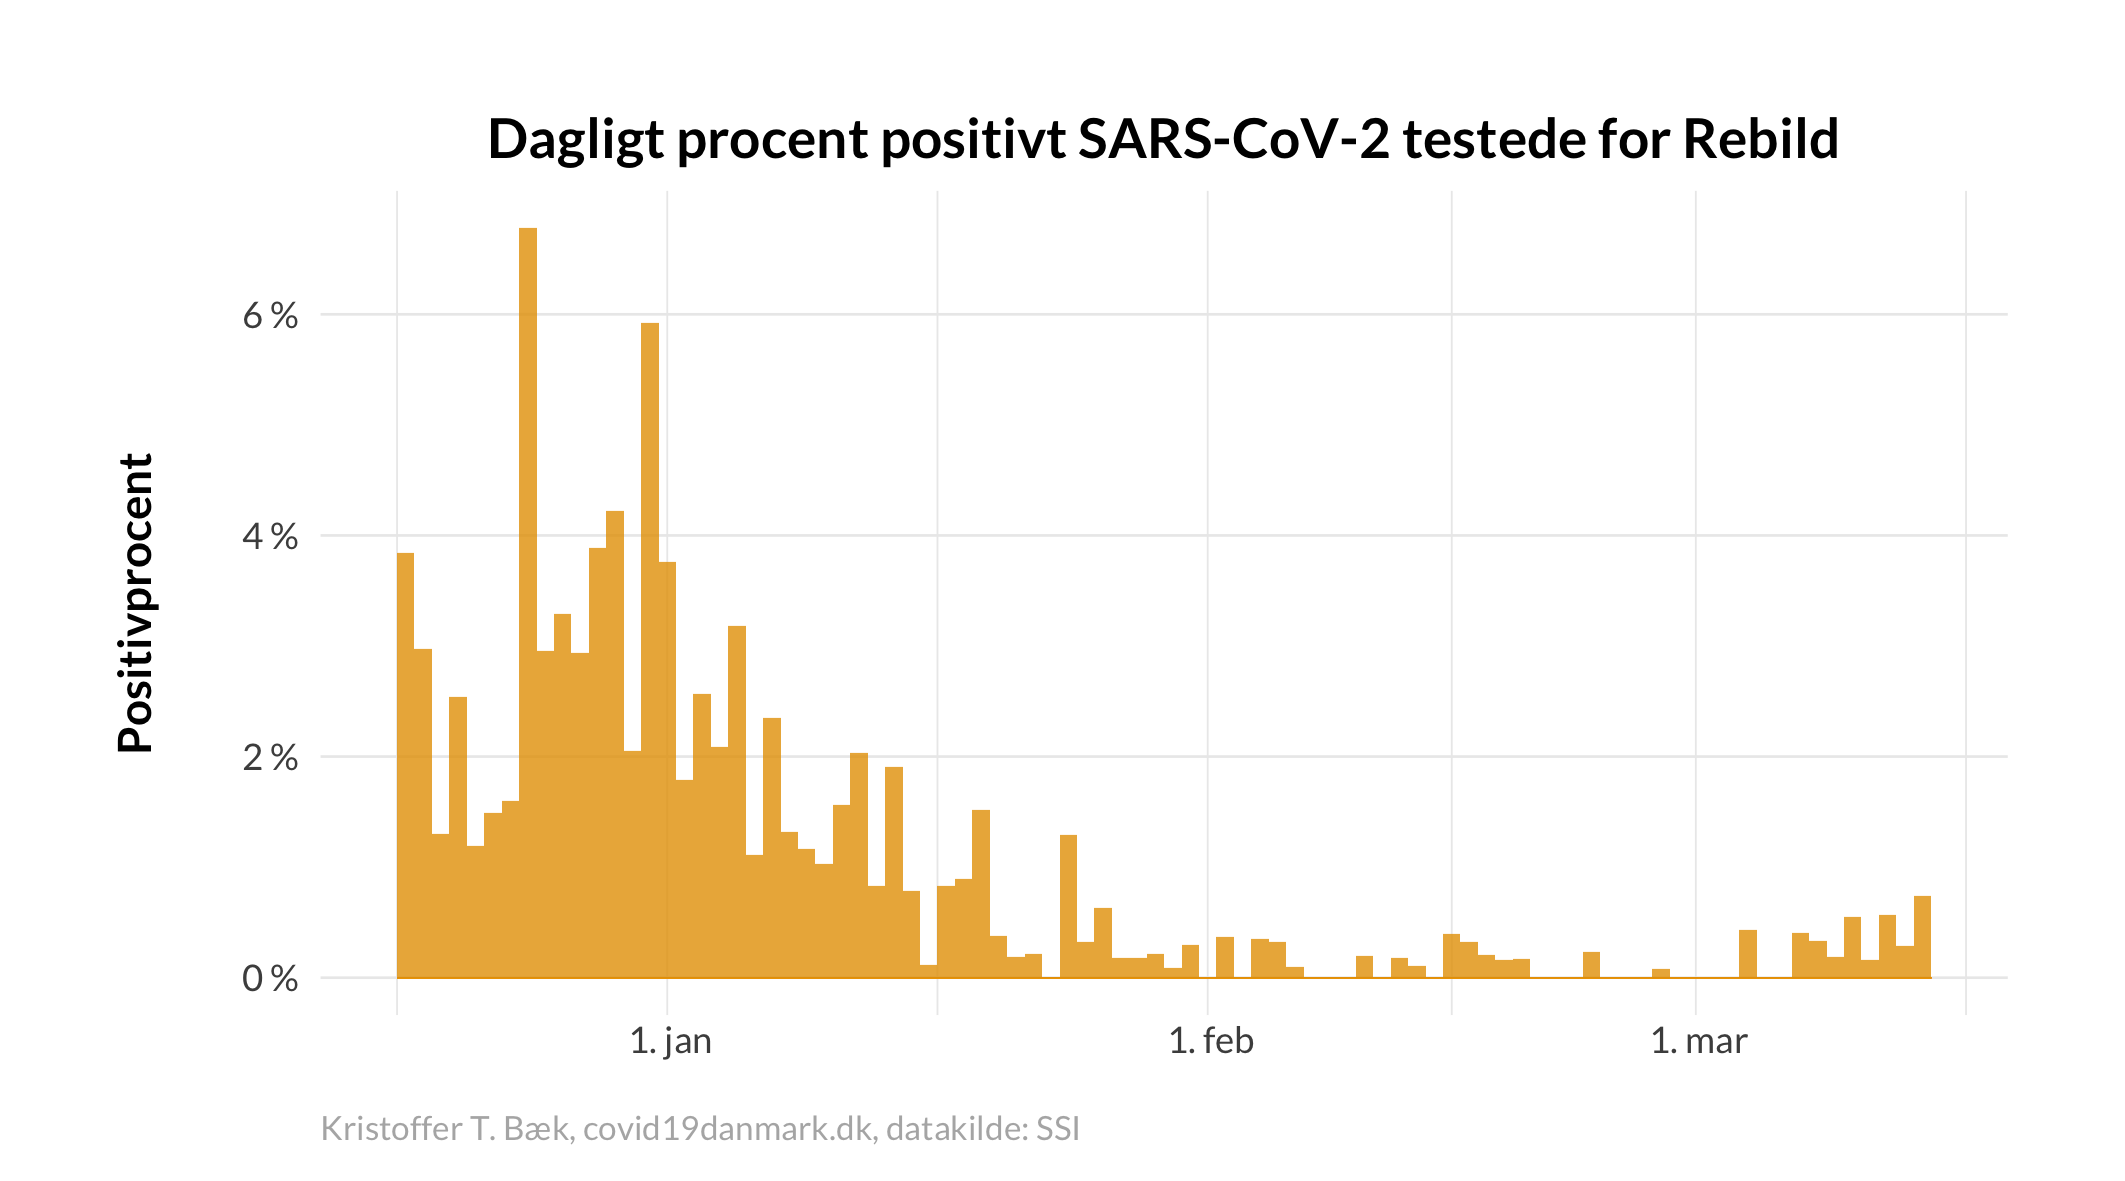 Dagligt procent positivt SARS-CoV-2 testede for Rebild
Positivprocent
6 %
4 %
2 %
0 %
1. jan
1. feb
1. mar
Kristoffer T. Bæk, covid19danmark.dk, datakilde: SSI